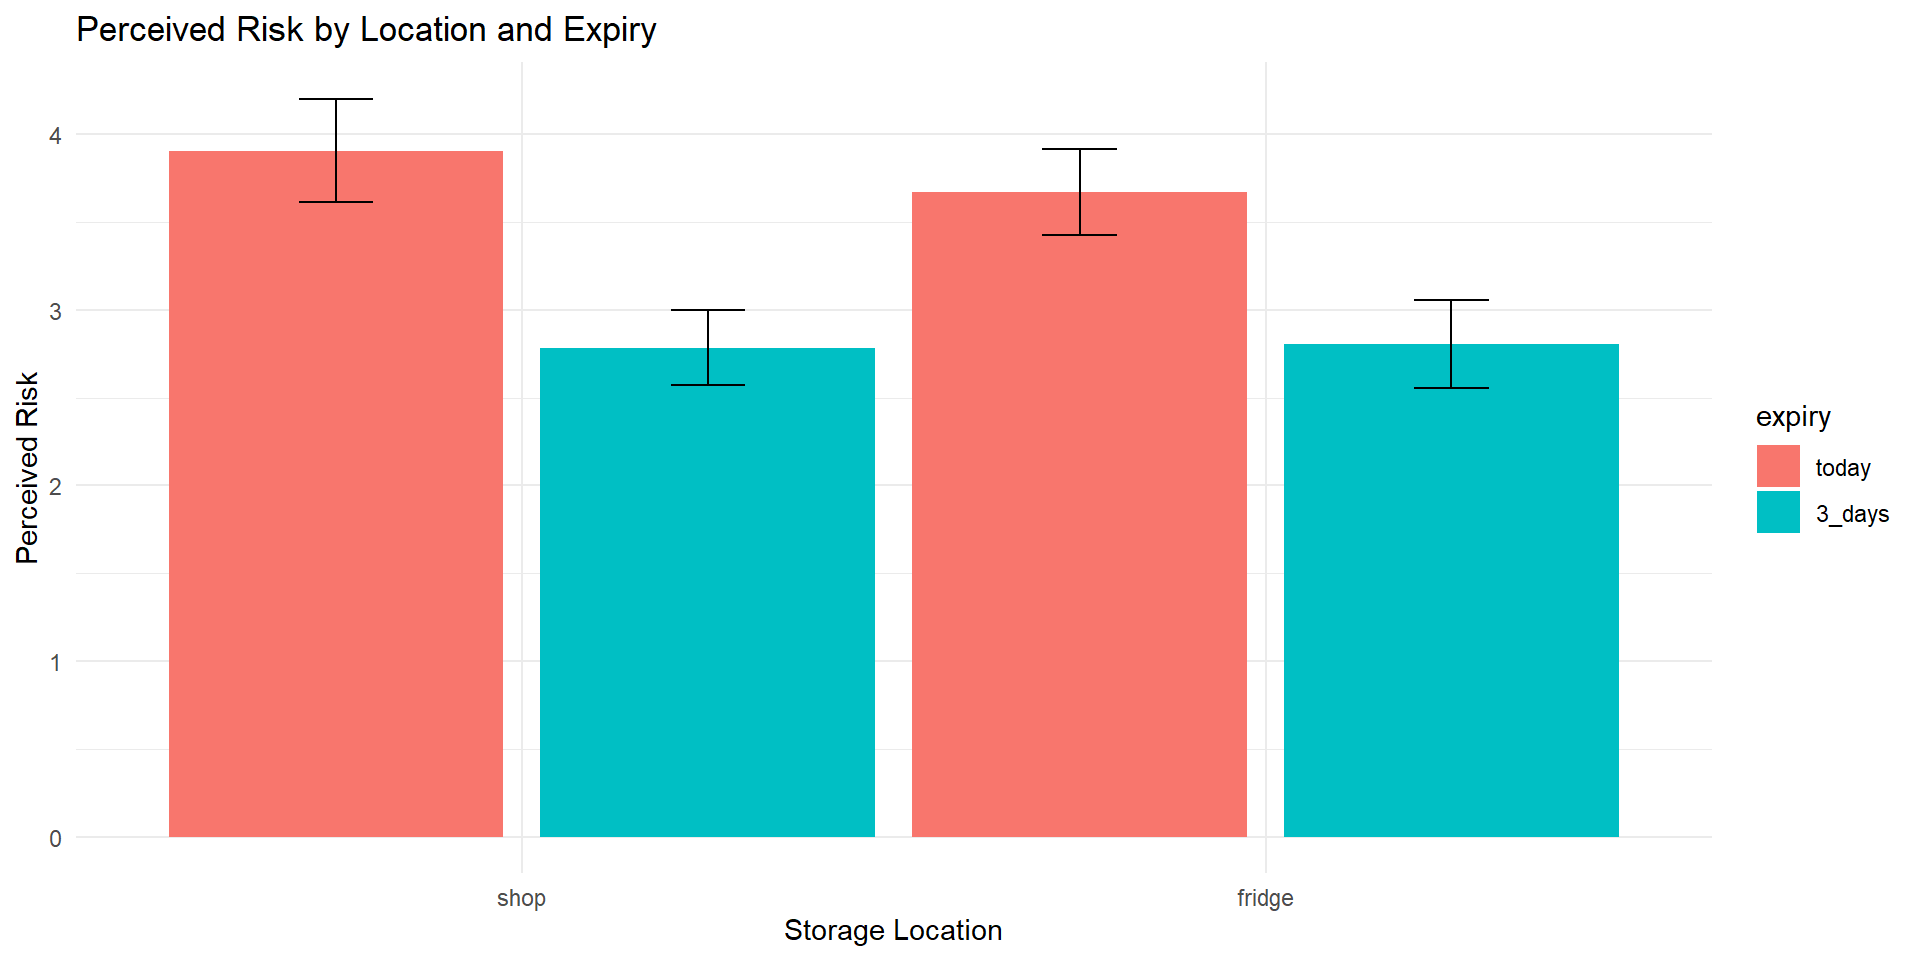 Perceived Risk by Location and Expiry
Perceived Risk
4
3
2
1
0
shop
fridge
Storage Location
expiry
today
3_days